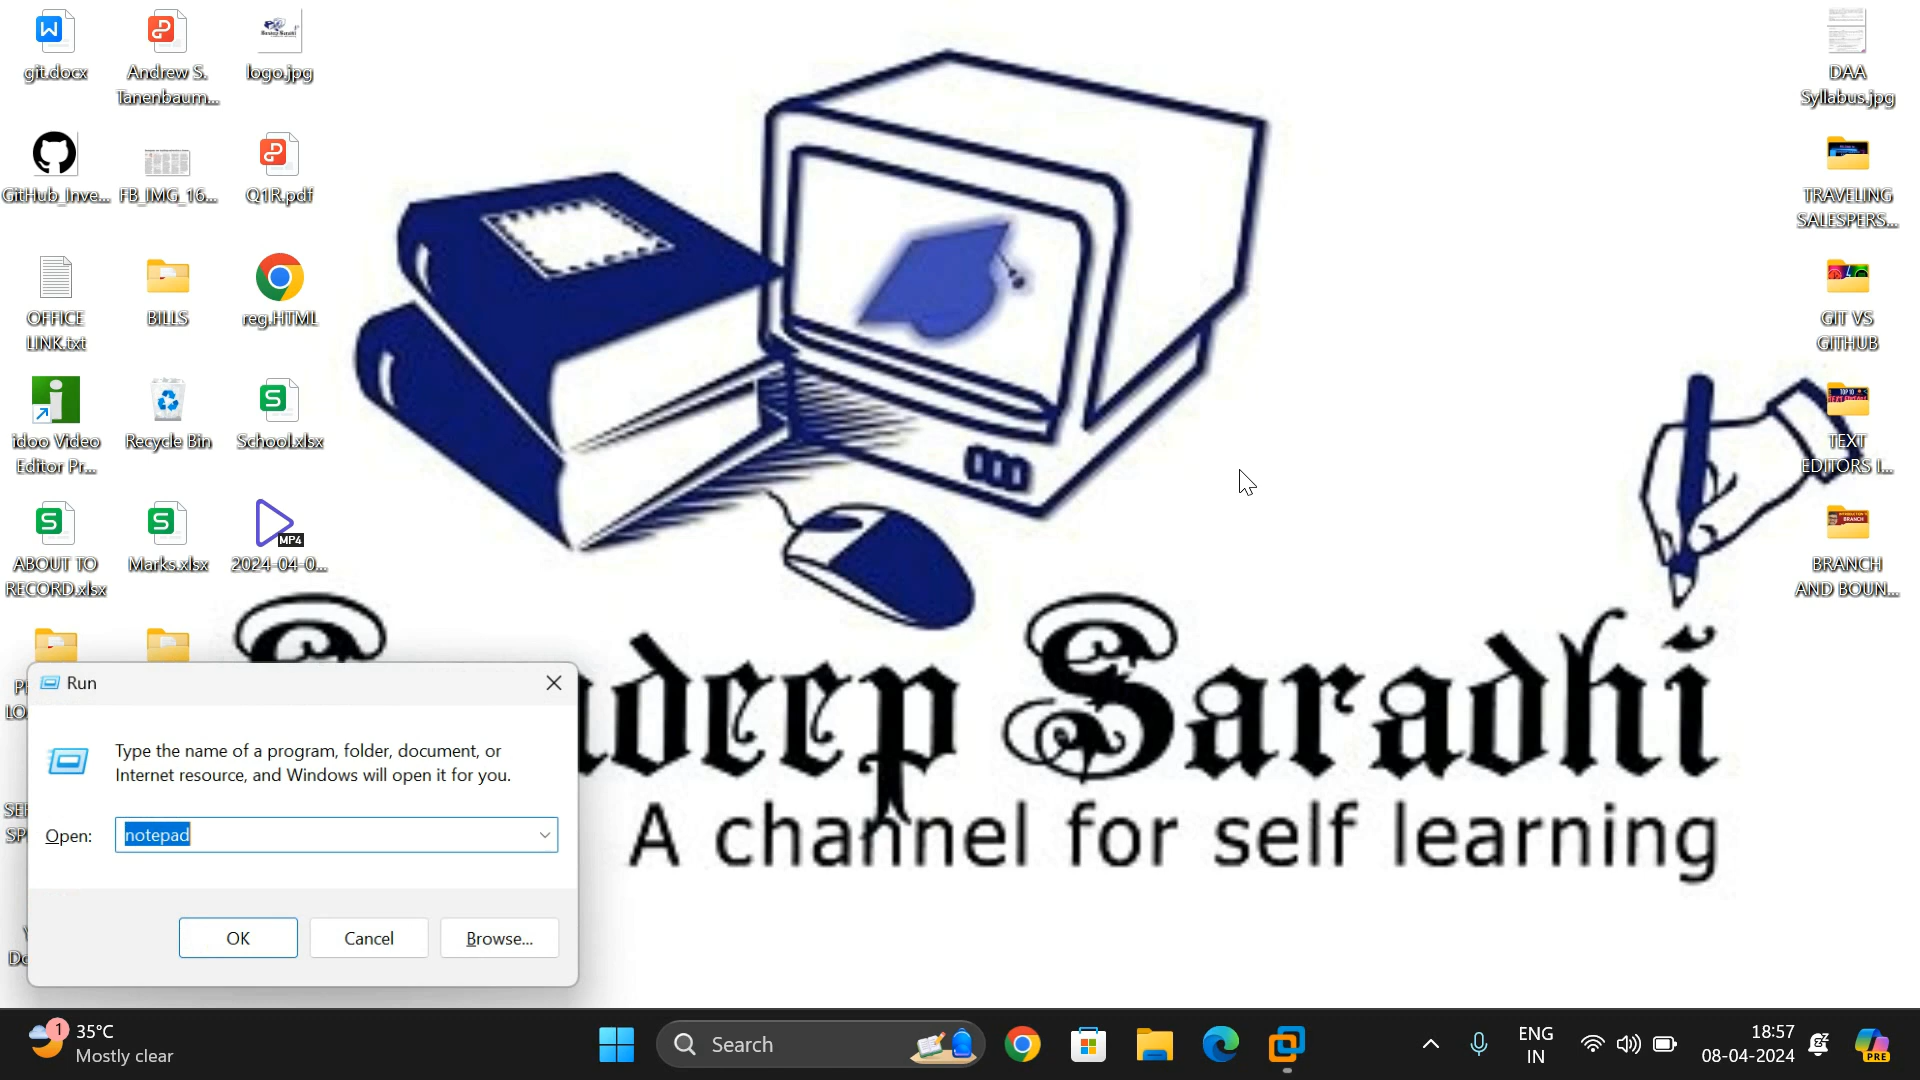 git.docx
Andrew S.
Tanenbaum...
logo.jpg
GitHub_Inve...
FB_IMG_16...
Q1R.pdf
OFFICE
LINK.txt
BILLS
reg.HTML
idoo Video
Editor Pr...
Recycle Bin
School.xlsx
ABOUT TO
RECORD.xlsx
Marks.xlsx
MP4
2024-04-0...
DAA
Syllabus.jpg
TRAVELING
SALESPERS...
GIT VS
GITHUB
TEXT
EDITORS I...
BRANCH
AND BOUN...
Saradhi
A channel for self learning
Run
Type the name of a program, folder, document, or
Internet resource, and Windows will open it for you.
Open:
notepad
OK
Cancel
Browse...
1
35°C
Mostly clear
Search
ENG
IN
18:57
08-04-2024
PRE